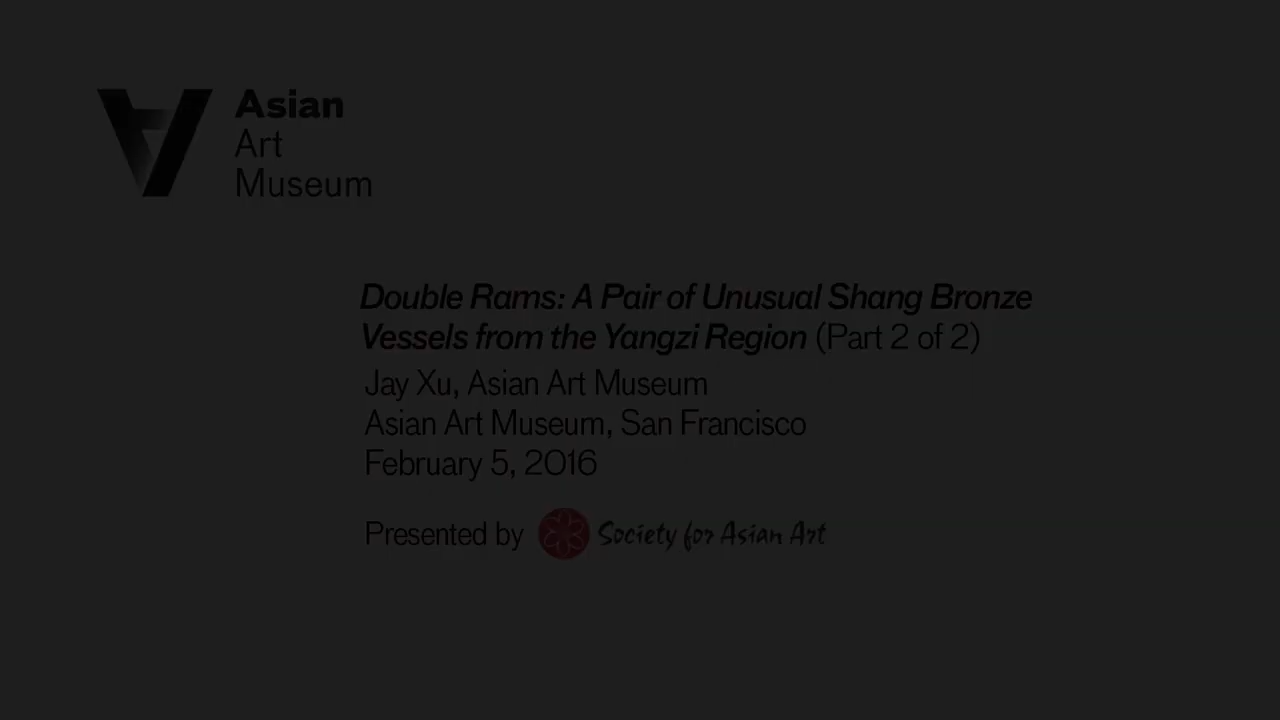 Asian
Art
Museum
Double Rams: A Pair of Unusual Shang Bronze
Vessels from the Yangzi Region (Part 2 of 2)
Jay Xu, Asian Art Museum
Asian Art Museum, San Francisco
February 5, 2016
Presented by Society for Asian Art